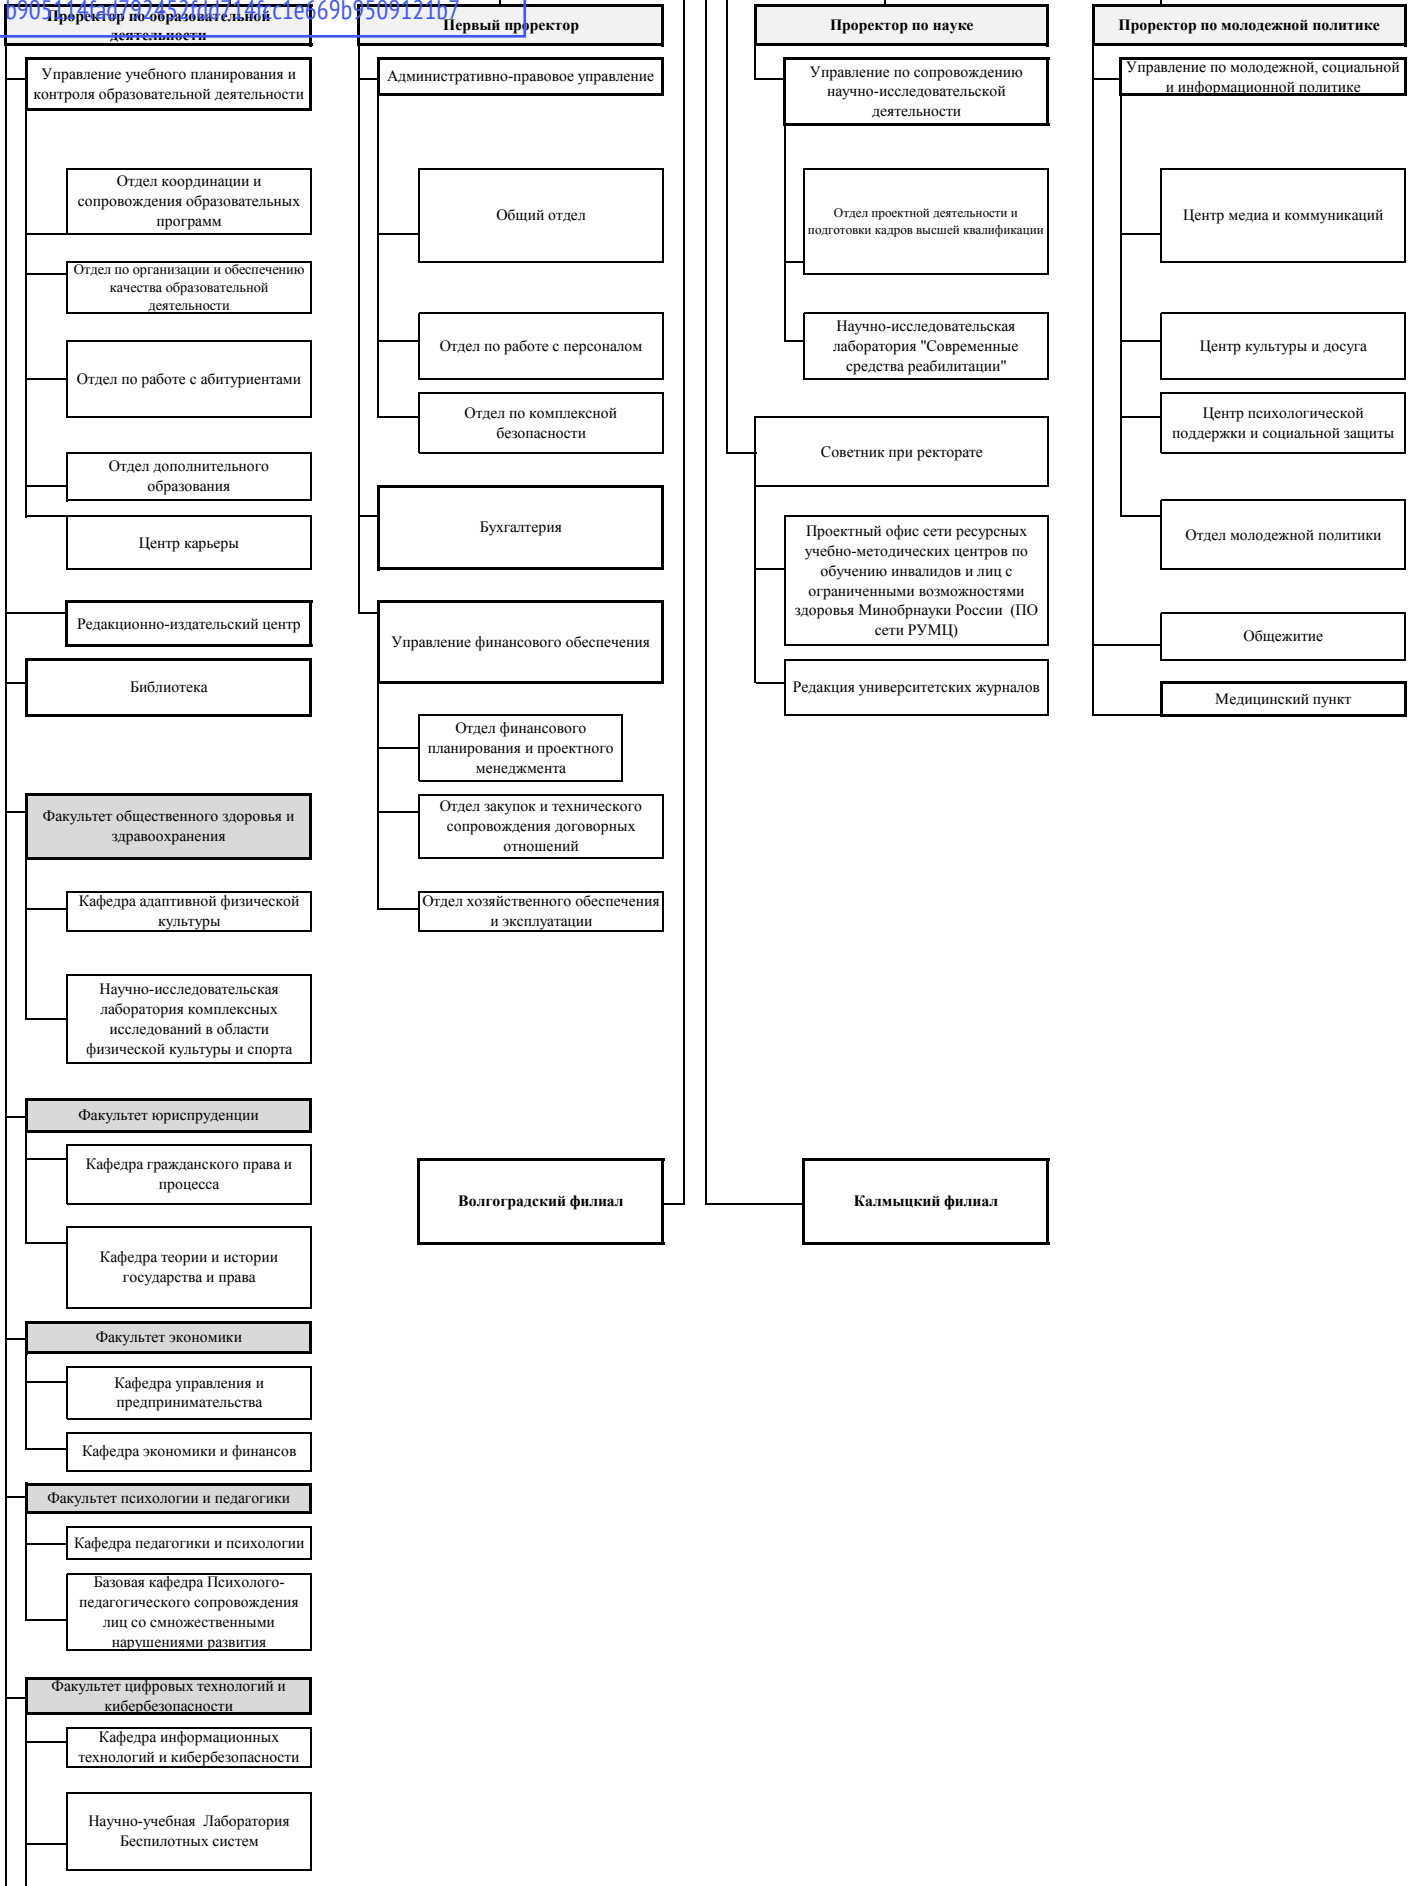 b905114fad792452fdd714fcc1e669b9509121b7
Проректор по образовательной
деятельности
Управление учебного планирования и
контроля образовательной деятельности
Отдел координации и
сопровождения образовательных
программ
Отдел по организации и обеспечению
качества образовательной
деятельности
Отдел по работе с абитуриентами
Отдел дополнительного
образования
Центр карьеры
Редакционно-издательский центр
Библиотека
Факультет общественного здоровья и
здравоохранения
Кафедра адаптивной физической
культуры
Научно-исследовательская
лаборатория комплексных
исследований в области
физической культуры и спорта
Факультет юриспруденции
Кафедра гражданского права и
процесса
Кафедра теории и истории
государства и права
Факультет экономики
Кафедра управления и
предпринимательства
Кафедра экономики и финансов
Факультет психологии и педагогики
Кафедра педагогики и психологии
Базовая кафедра Психолого-
педагогического сопровождения
лиц со смножественными
нарушениями развития
Факультет цифровых технологий и
кибербезопасности
Кафедра информационных
технологий и кибербезопасности
Научно-учебная Лаборатория
Беспилотных систем
Первый проректор
Административно-правовое управление
Общий отдел
Отдел по работе с персоналом
Отдел по комплексной
безопасности
Бухгалтерия
Управление финансового обеспечения
Отдел финансового
планирования и проектного
менеджмента
Отдел закупок и технического
сопровождения договорных
отношений
Отдел хозяйственного обеспечения
и эксплуатации
Волгоградский филиал
Проректор по науке
Управление по сопровождению
научно-исследовательской
деятельности
Отдел проектной деятельности и
подготовки кадров высшей квалификации
Научно-исследовательская
лаборатория "Современные
средства реабилитации"
Советник при ректорате
Проектный офис сети ресурсных
учебно-методических центров по
обучению инвалидов и лиц с
ограниченными возможностями
здоровья Минобрнауки России (ПО
сети РУМЦ)
Редакция университетских журналов
Калмыцкий филиал
Проректор по молодежной политике
Управление по молодежной, социальной
и информационной политике
Центр медиа и коммуникаций
Центр культуры и досуга
Центр психологической
поддержки и социальной защиты
Отдел молодежной политики
Общежитие
Медицинский пункт